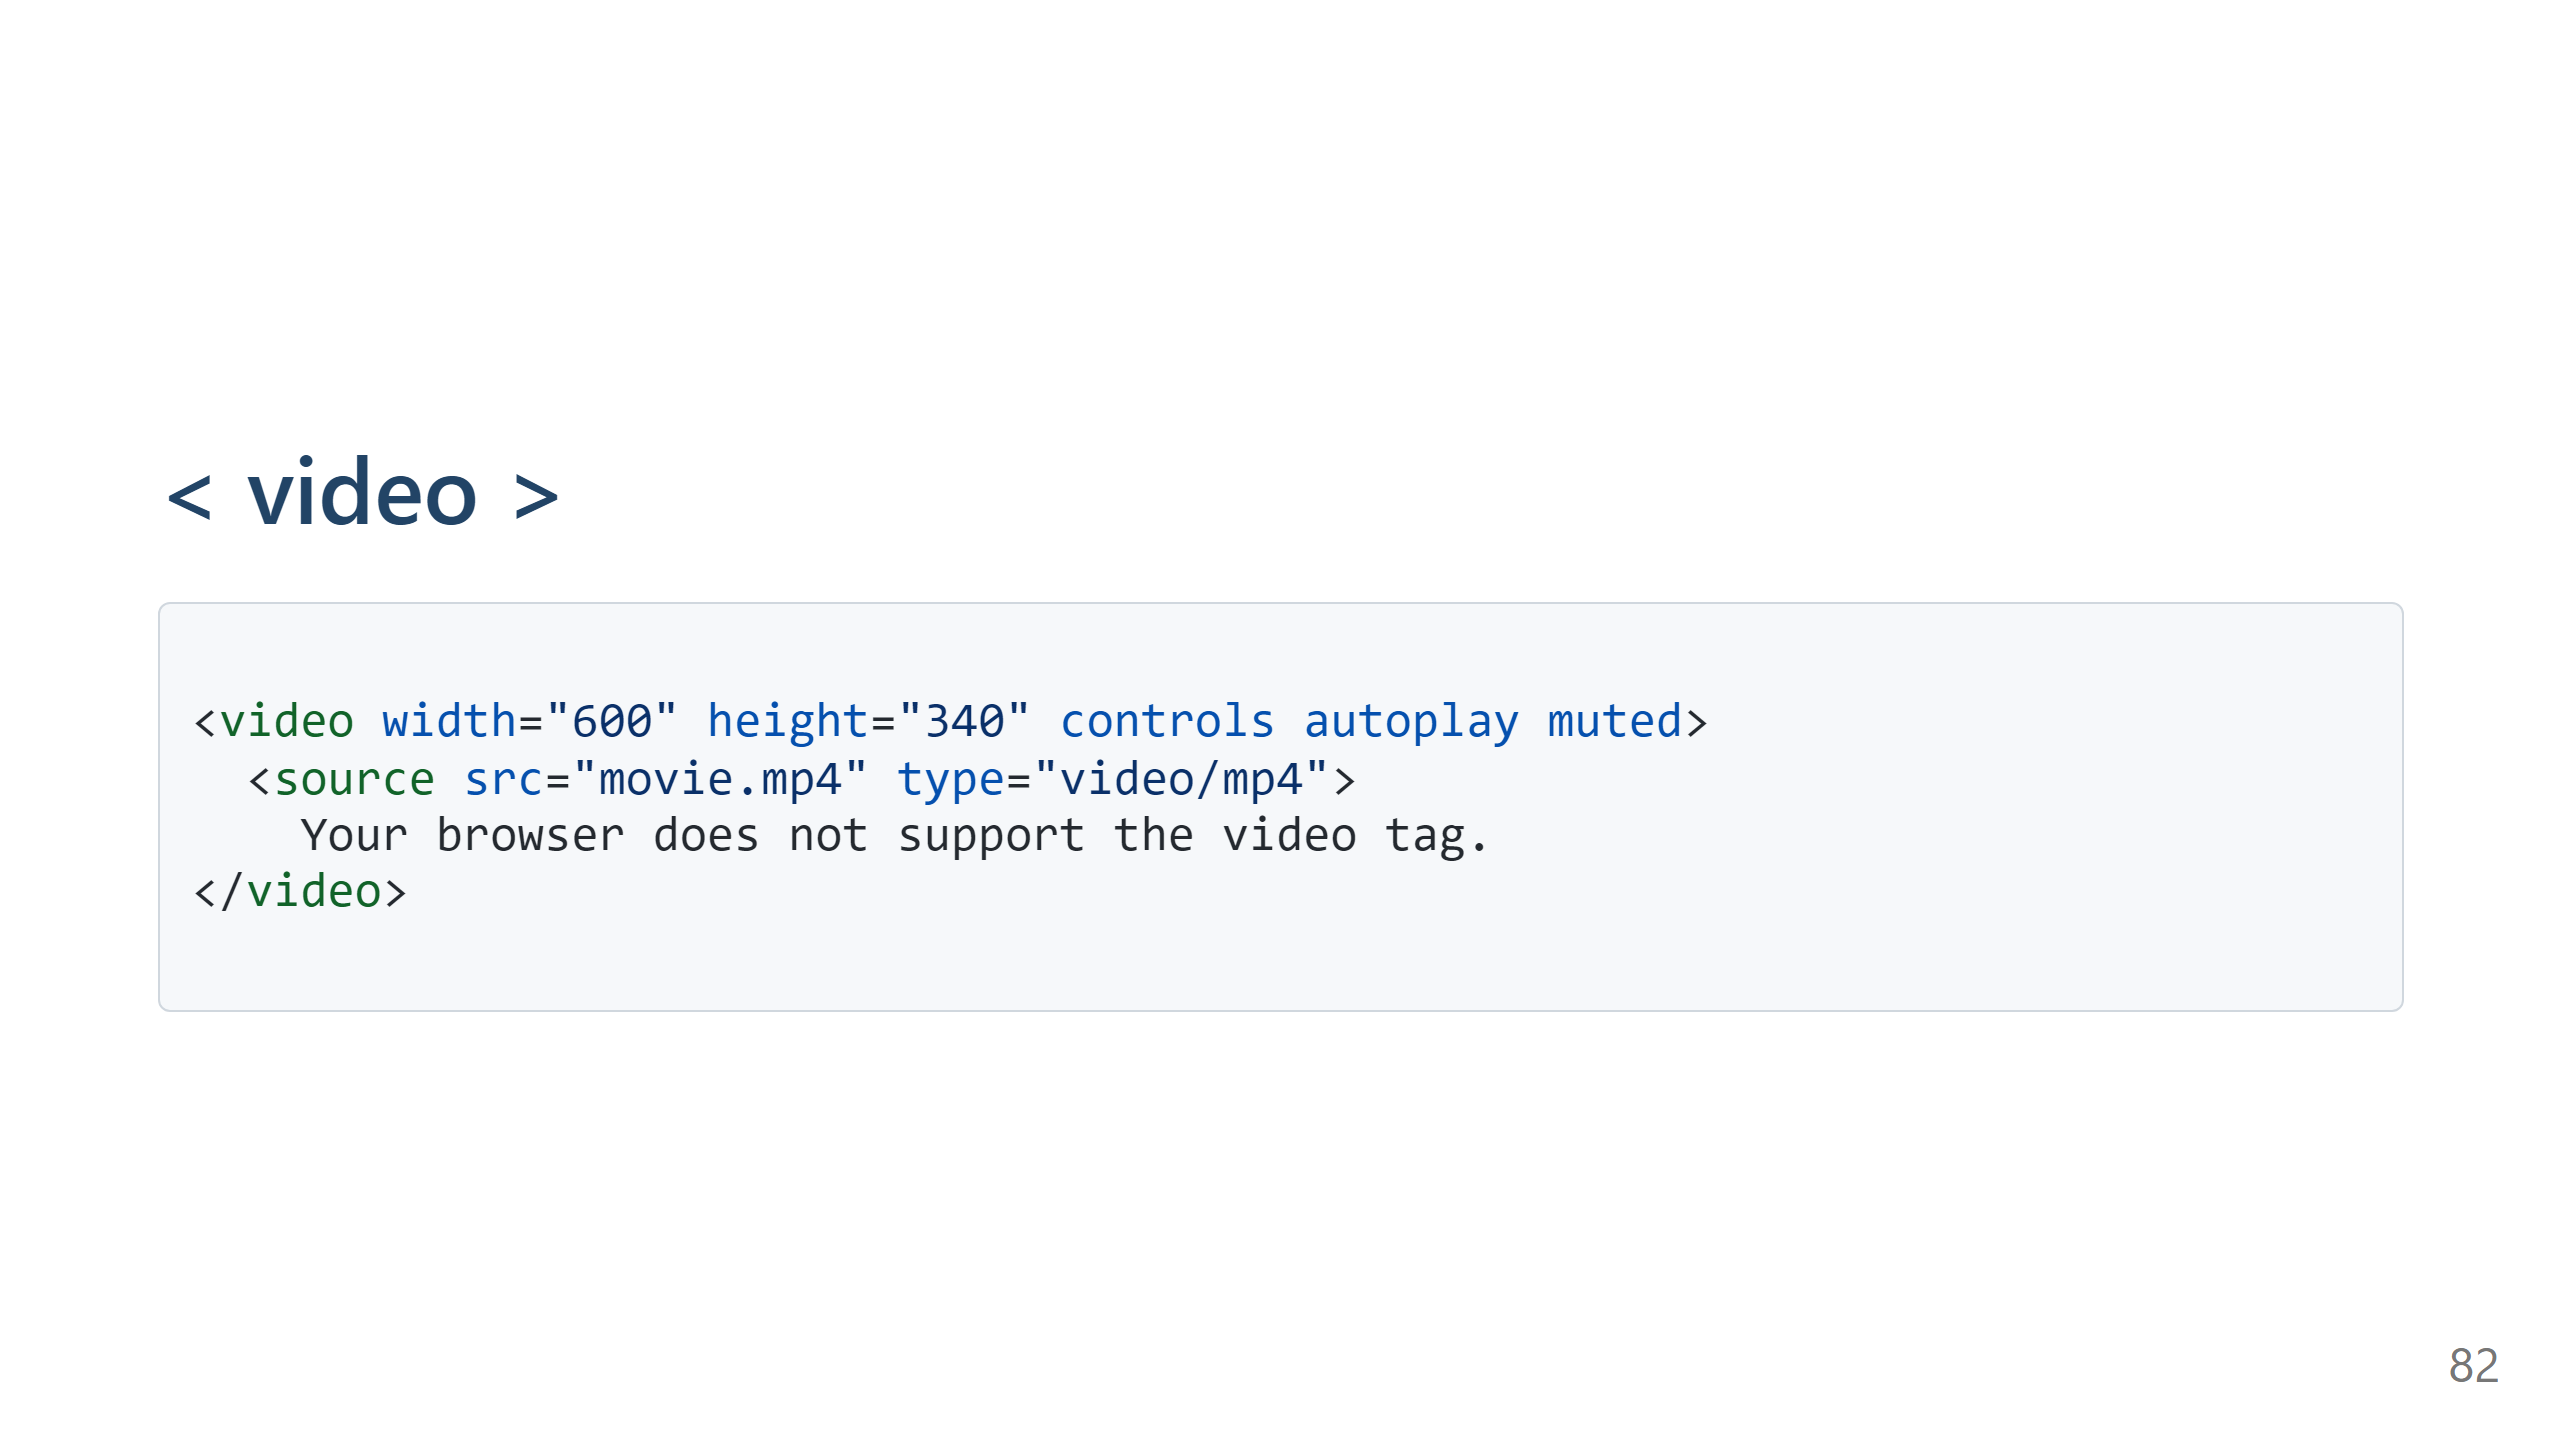 < video >
<video width="600" height="340" controls autoplay muted>
  <source src="movie.mp4" type="video/mp4">
    Your browser does not support the video tag.
</video>
82